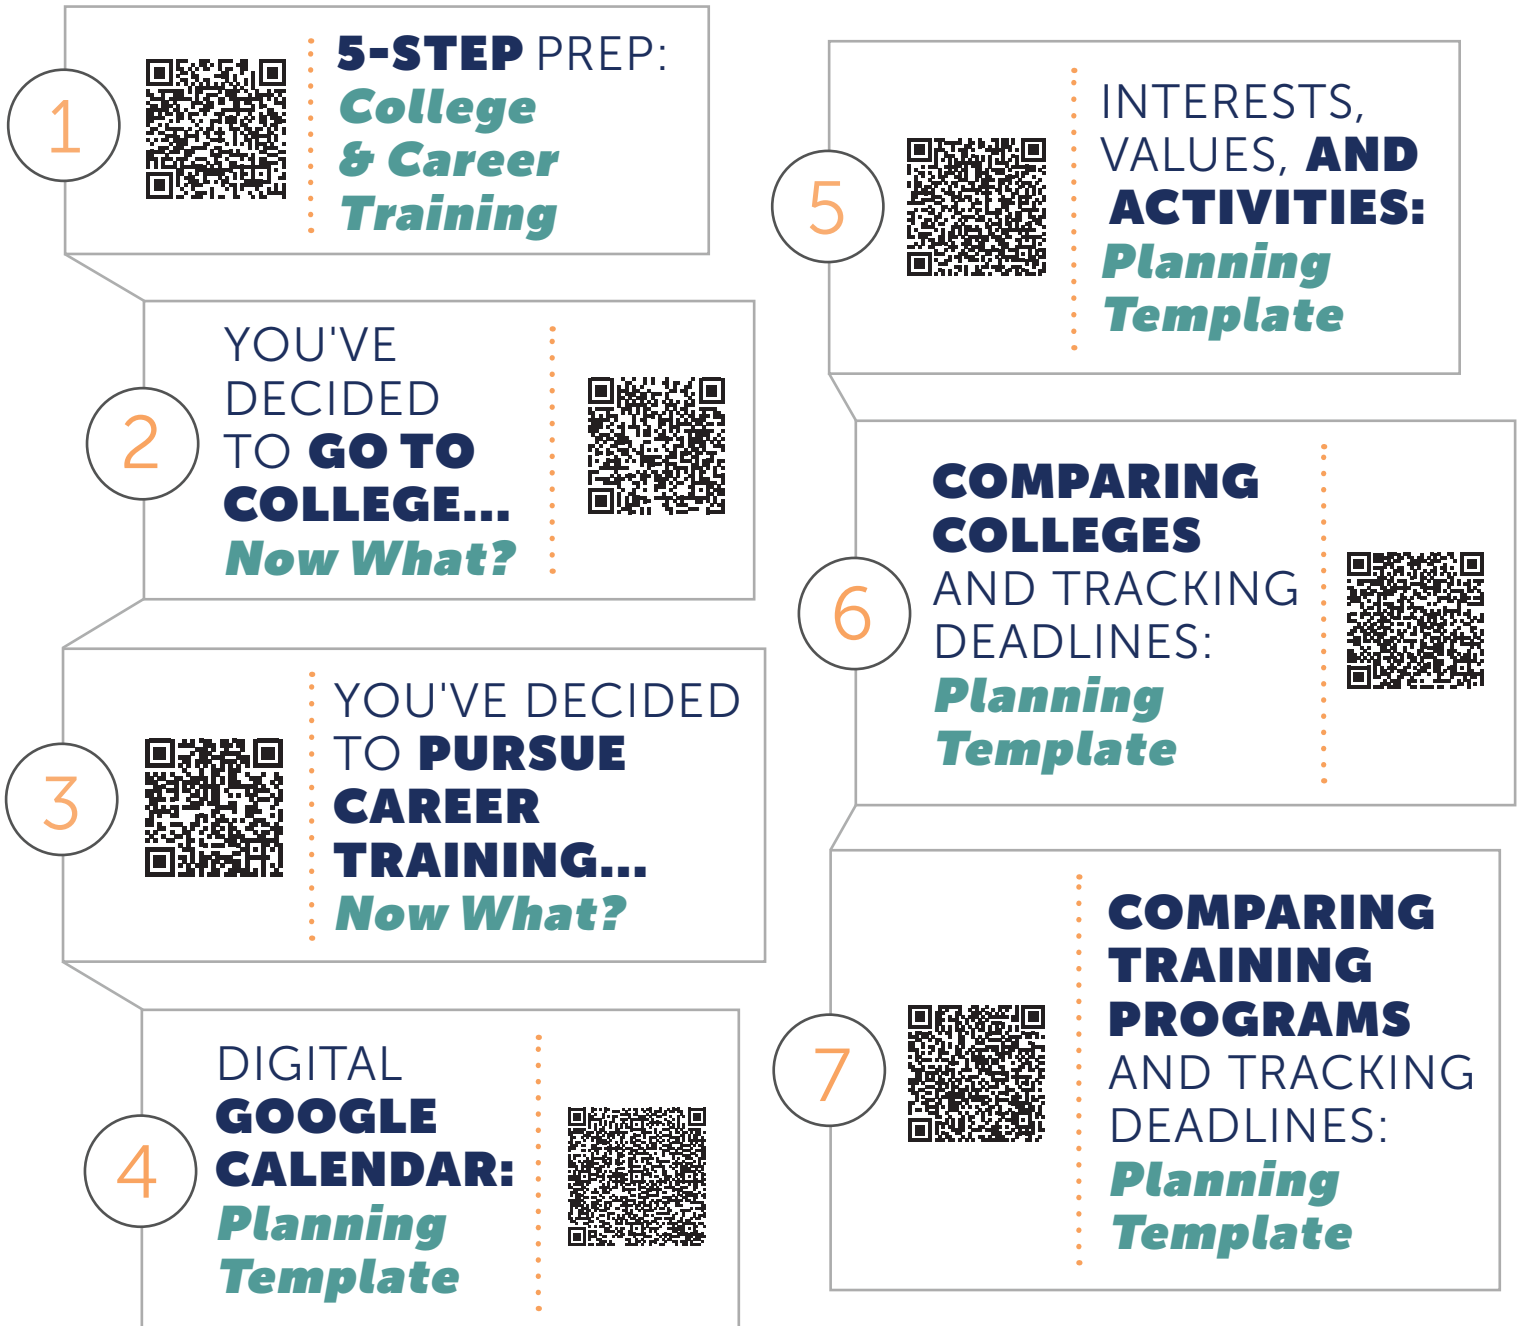 1
5-STEP PREP:
College
& Career
Training
2
YOU'VE
DECIDED
TO GO TO
COLLEGE...
Now What?
3
YOU'VE DECIDED
TO PURSUE
CAREER
TRAINING...
Now What?
4
DIGITAL
GOOGLE
CALENDAR:
Planning
Template
5
INTERESTS,
VALUES, AND
ACTIVITIES:
Planning
Template
6
COMPARING
COLLEGES
AND TRACKING
DEADLINES:
Planning
Template
7
COMPARING
TRAINING
PROGRAMS
AND TRACKING
DEADLINES:
Planning
Template